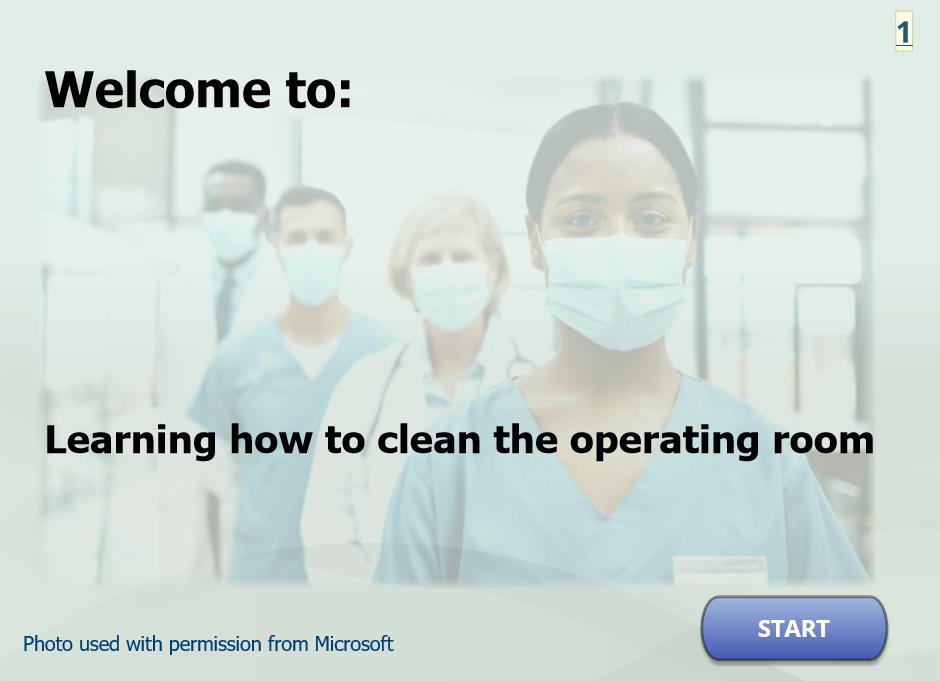 1
Welcome to:
Learning how to clean the operating room
Photo used with permission from Microsoft
START